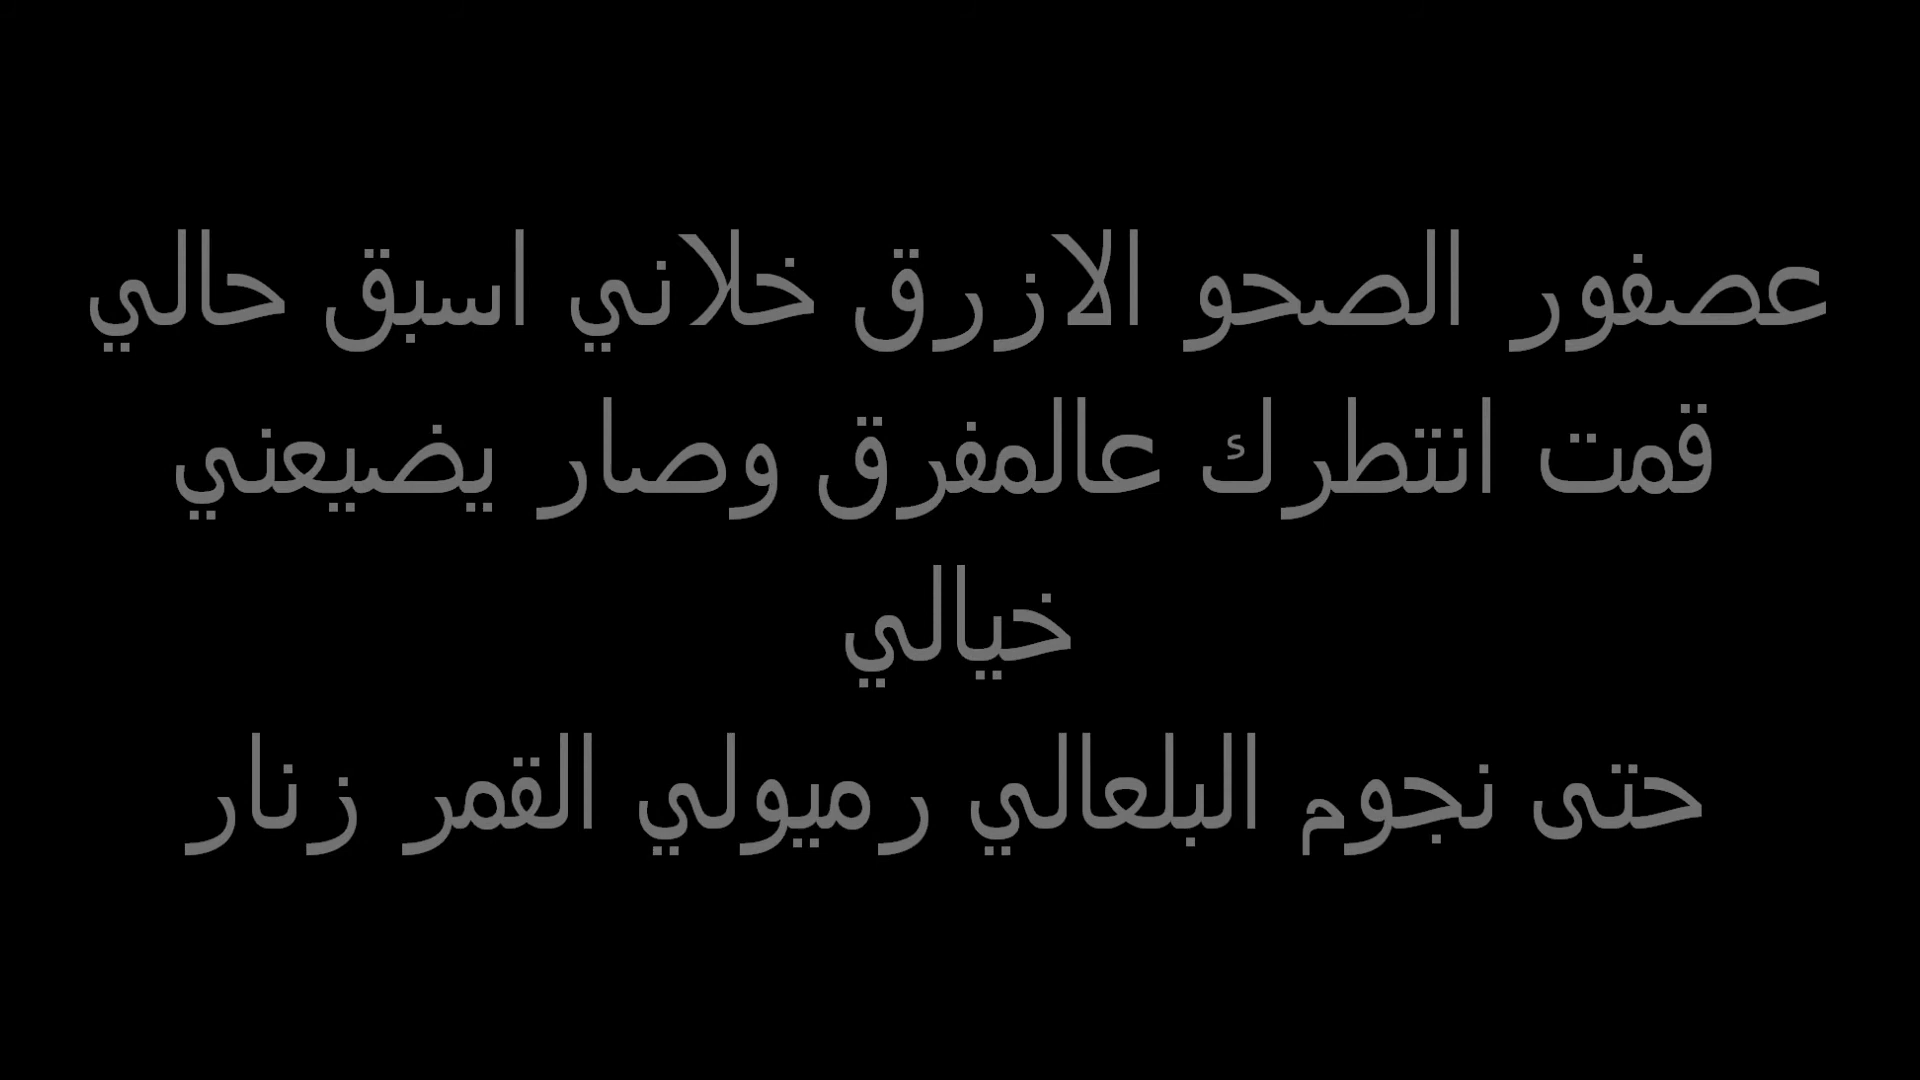 عصفور الصحو الازرق خلاني اسبق حالي
قمت انتطرك عالمفرق وصار يضيعني
خيالي
حتى نجوم البلعالي رميولي القمر زنار